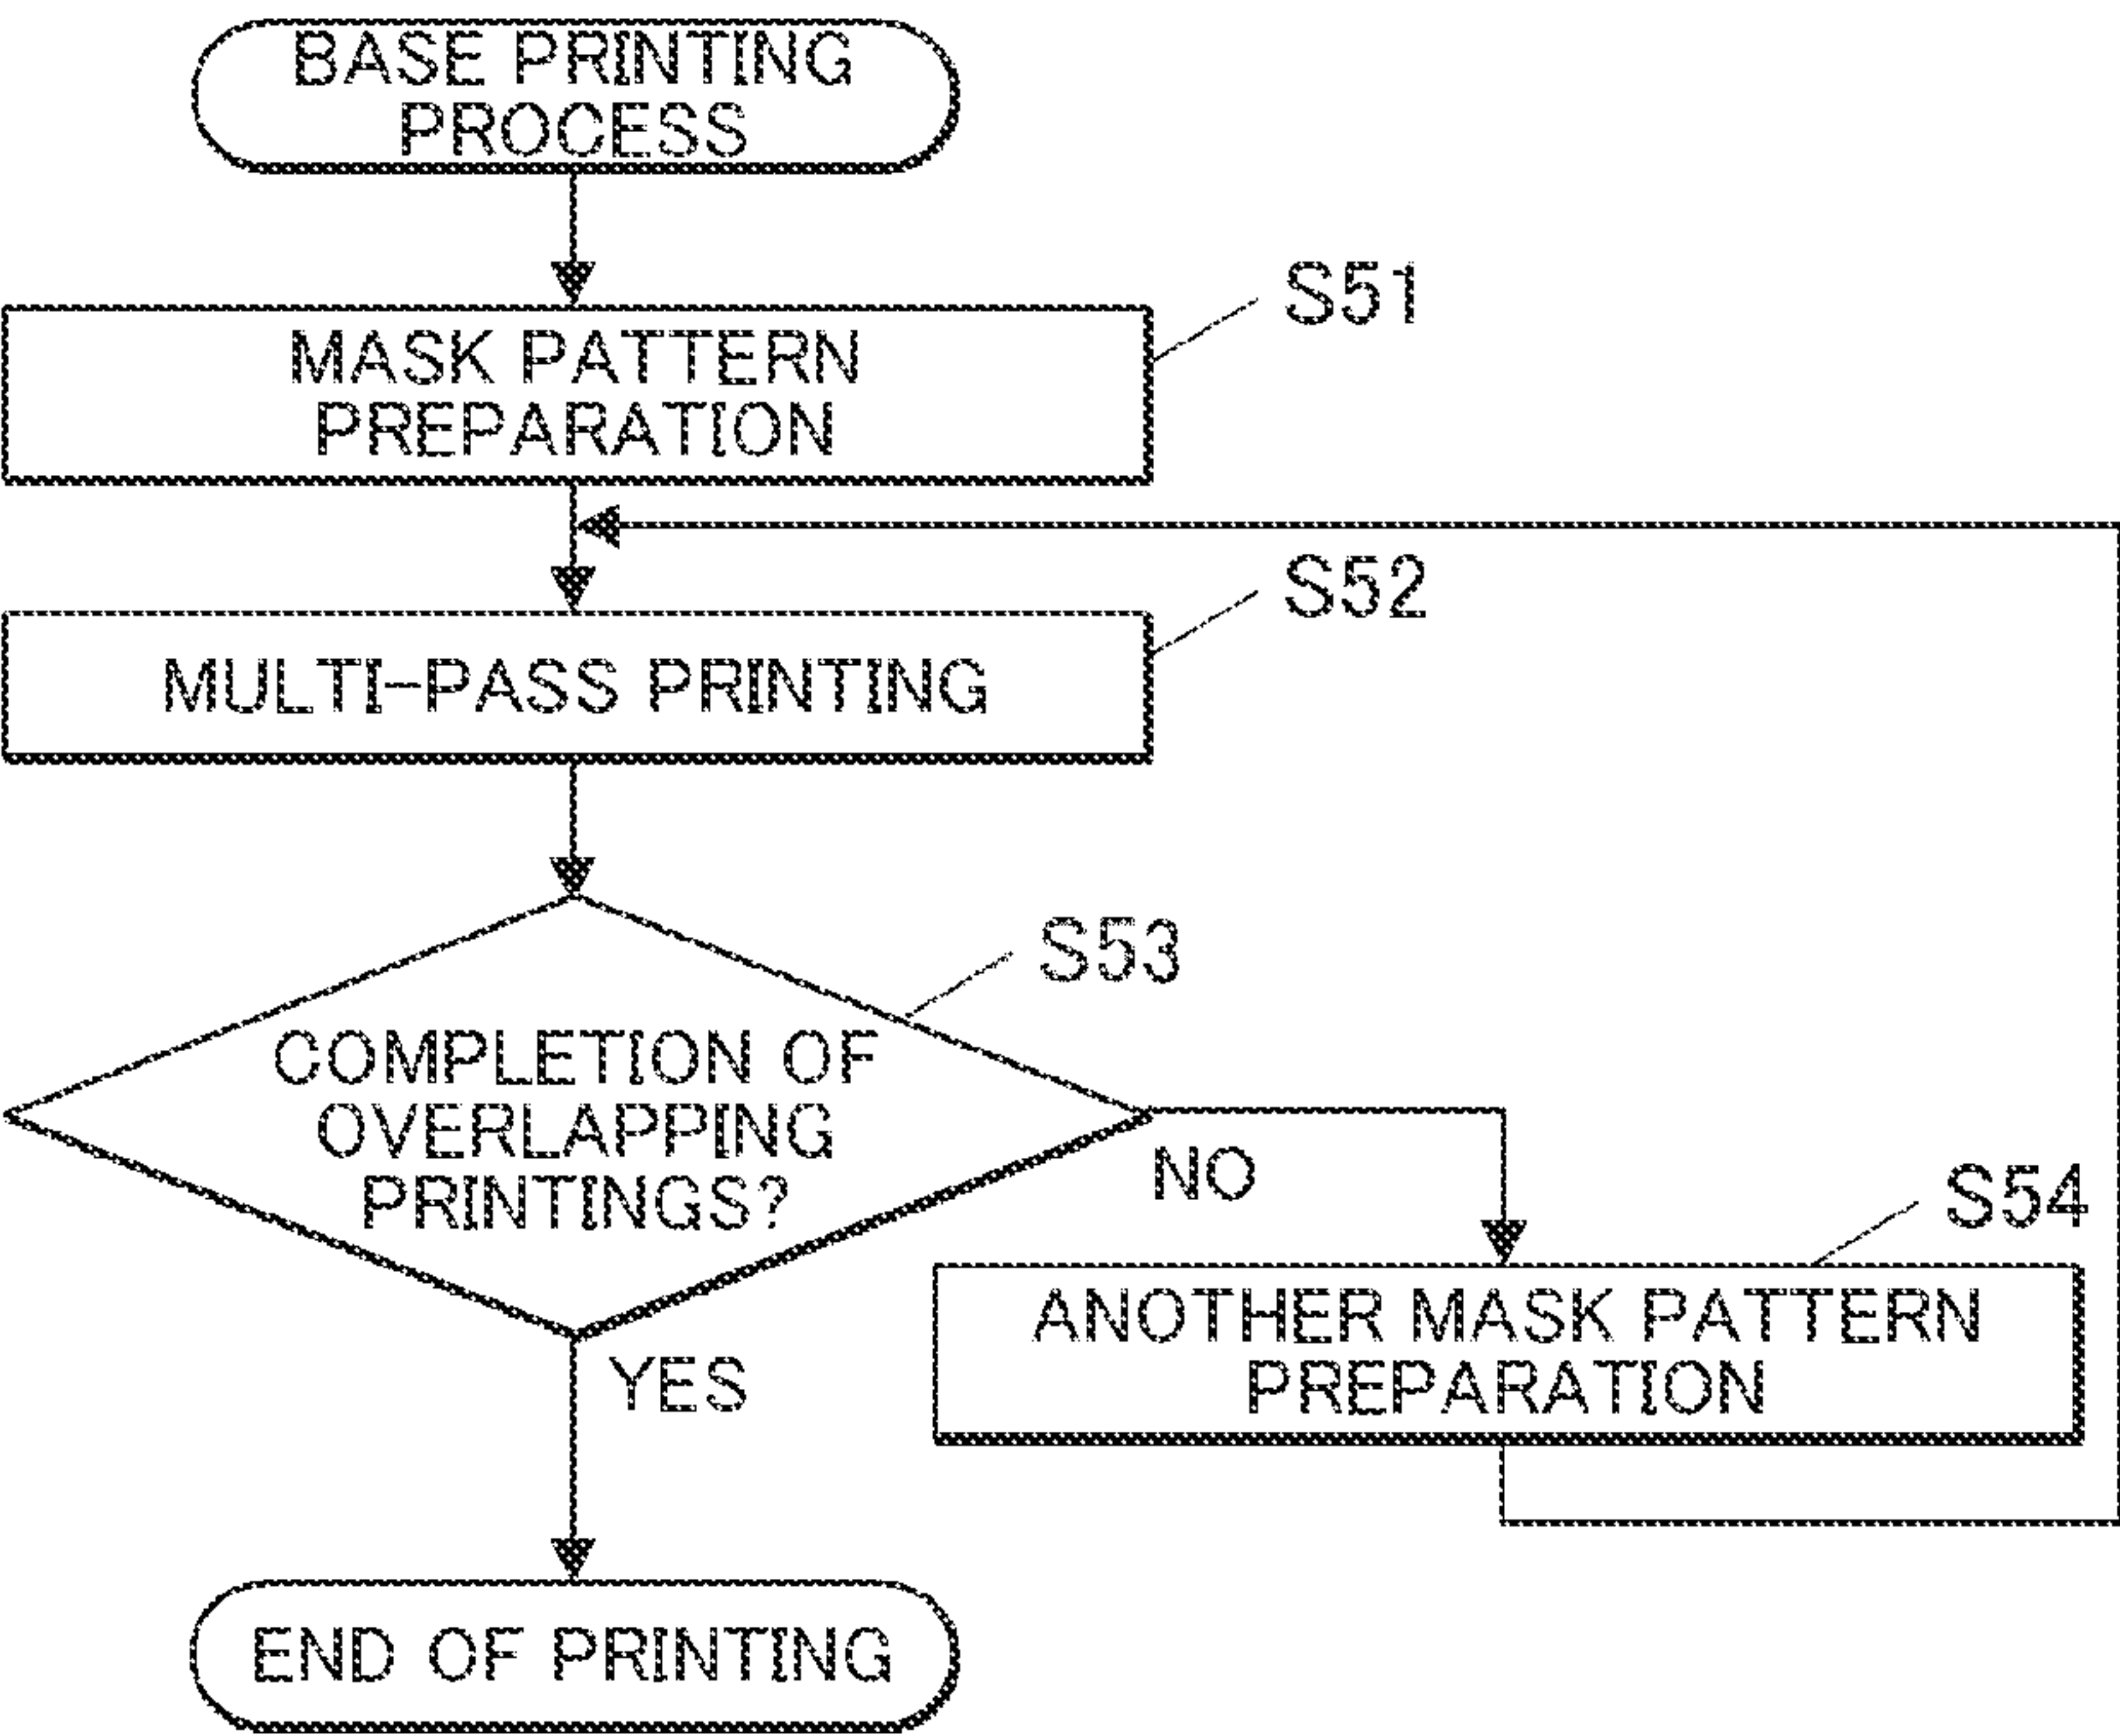 BASE PRINTING
PROCESS
S51
MASK PATTERN
PREPARATION
S52
MULTI-PASS PRINTING
S53
COMPLETION OF
OVERLAPPING
PRINTINGS?
NO
S54
ANOTHER MASK PATTERN
PREPARATION
YES
END OF PRINTING